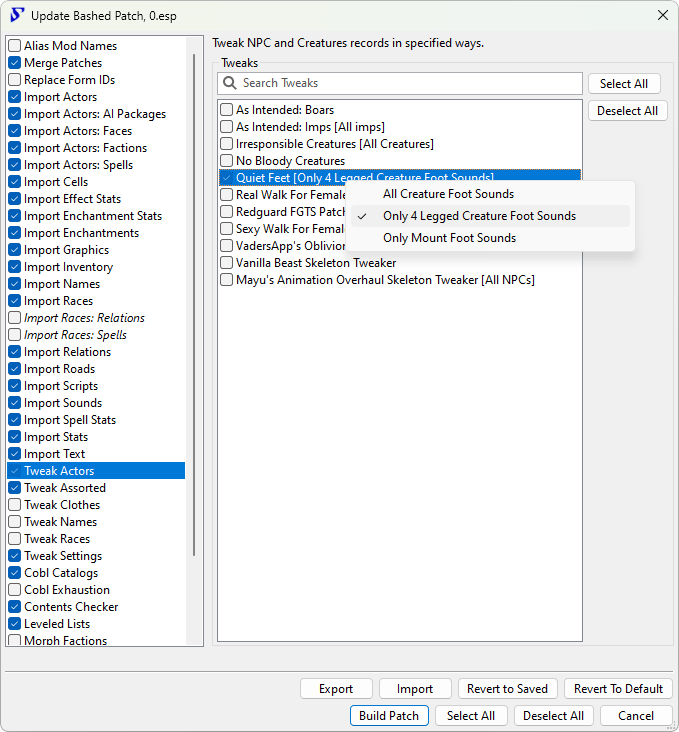 Update Bashed Patch, 0.esp
Alias Mod Names
Merge Patches
Replace Form IDs
Import Actors
Import Actors: AI Packages
Import Actors: Faces
Import Actors: Factions
Import Actors: Spells
Import Cells
Import Effect Stats
Import Enchantment Stats
Import Enchantments
Import Graphics
Import Inventory
Import Names
Import Races
Import Races: Relations
Import Races: Spells
Import Relations
Import Roads
Import Scripts
Import Sounds
Import Spell Stats
Import Stats
Import Text
Tweak Actors
Tweak Assorted
Tweak Clothes
Tweak Names
Tweak Races
Tweak Settings
Cobl Catalogs
Cobl Exhaustion
Contents Checker
Leveled Lists
Morph Factions
Tweak NPC and Creatures records in specified ways.
Tweaks
Search Tweaks
Select All
Deselect All
As Intended: Boars
As Intended: Imps [All imps]
Irresponsible Creatures [All Creatures]
No Bloody Creatures
Quiet Feet [Only 4 Legged Creature Foot Sounds]
Real Walk For Female
Redguard FGTS Patch
Sexy Walk For Female
VadersApp's Oblivion
Vanilla Beast Skeleton Tweaker
Mayu's Animation Overhaul Skeleton Tweaker [All NPCs]
All Creature Foot Sounds
Only 4 Legged Creature Foot Sounds
Only Mount Foot Sounds
Export
Import
Revert to Saved
Revert To Default
Build Patch
Select All
Deselect All
Cancel